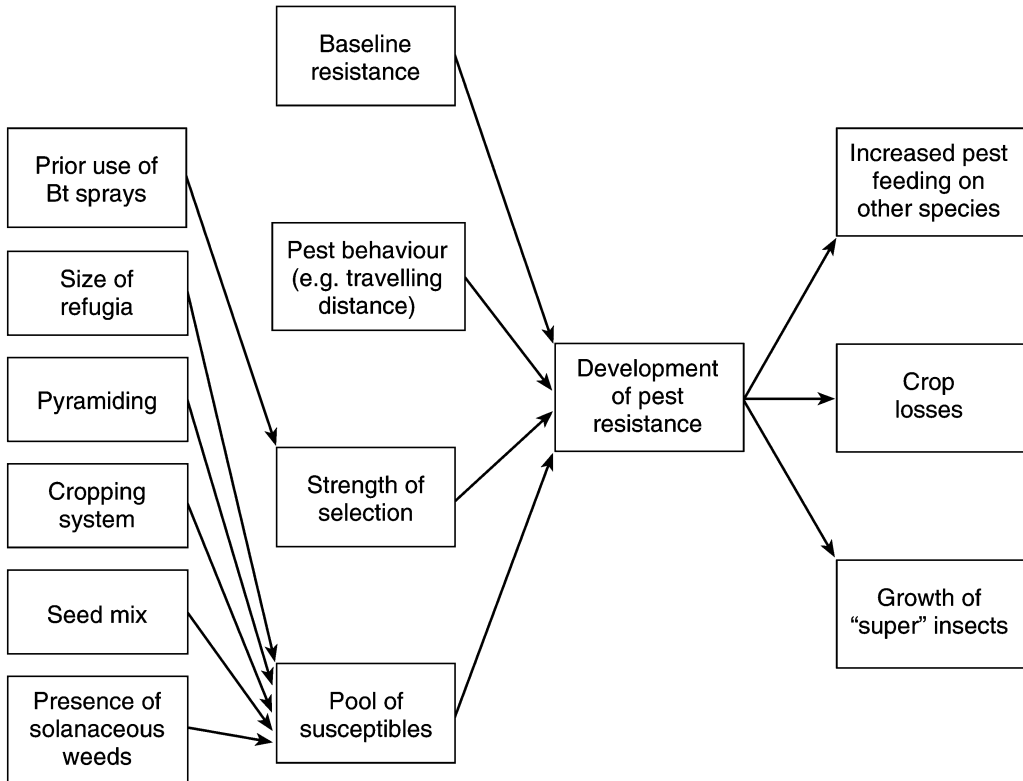 Baseline
resistance
Prior use of
Bt sprays
Size of
refugia
Pyramiding
Cropping
system
Seed mix
Presence of
solanaceous
weeds
Pest behaviour
(e.g. travelling
distance)
Strength of
selection
Pool of
susceptibles
Development
of pest
resistance
Increased pest
feeding on
other species
Crop
losses
Growth of
“super” insects